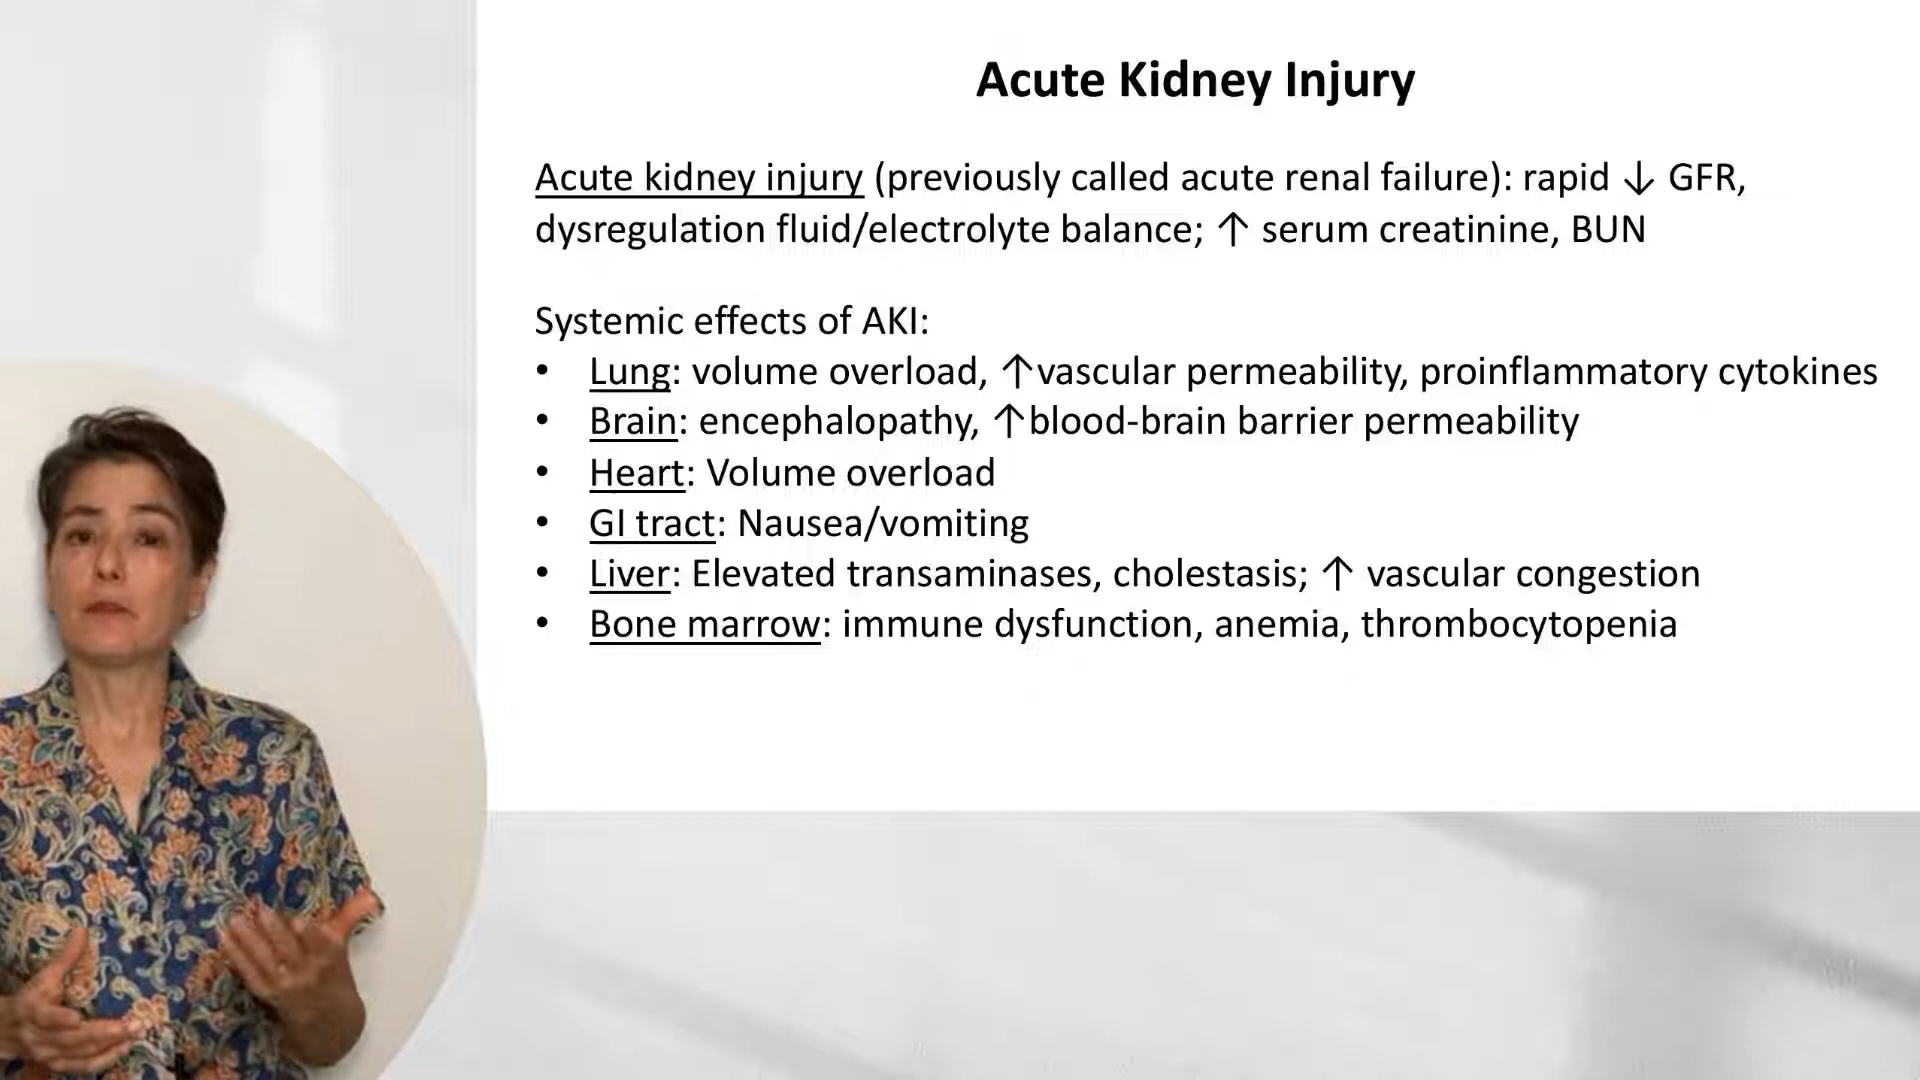 Acute Kidney Injury
Acute kidney injury (previously called acute renal failure): rapid ↓ GFR,
dysregulation fluid/electrolyte balance; ↑ serum creatinine, BUN
Systemic effects of AKI:
• Lung: volume overload, ↑vascular permeability, proinflammatory cytokines
• Brain: encephalopathy, ↑blood-brain barrier permeability
• Heart: Volume overload
• GI tract: Nausea/vomiting
• Liver: Elevated transaminases, cholestasis; ↑ vascular congestion
• Bone marrow: immune dysfunction, anemia, thrombocytopenia